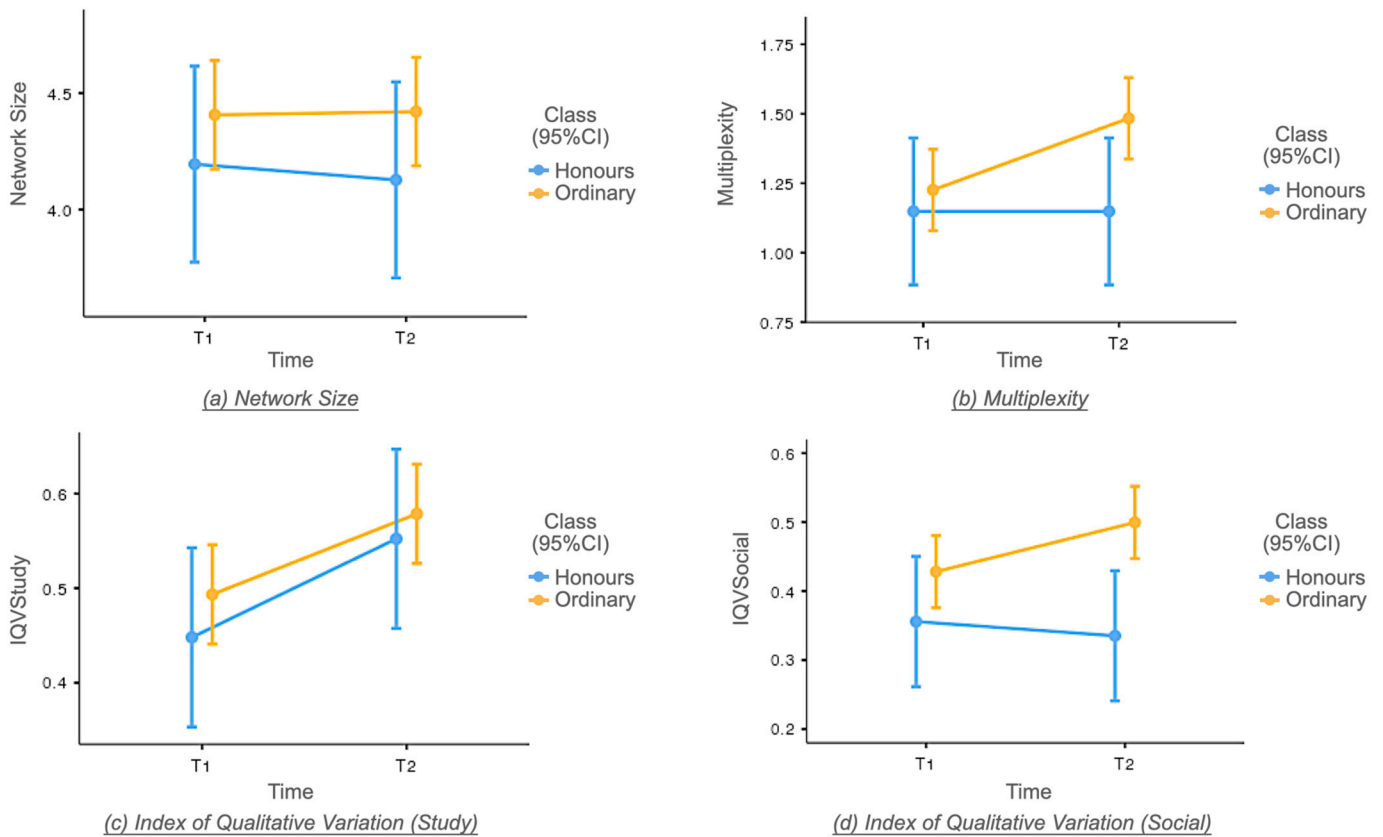 Network Size
4.5
4.0
T1
T2
Time
Class
(95%CI)
Honours
Ordinary
(a) Network Size
Multiplexity
1.75
1.50
1.25
1.00
0.75
T1
T2
Time
Class
(95%CI)
Honours
Ordinary
(b) Multiplexity
IQVStudy
0.6
0.5
0.4
T1
T2
Time
Class
(95%CI)
Honours
Ordinary
(c) Index of Qualitative Variation (Study)
IQVSocial
0.6
0.5
0.4
0.3
0.2
T1
T2
Time
Class
(95%CI)
Honours
Ordinary
(d) Index of Qualitative Variation (Social)